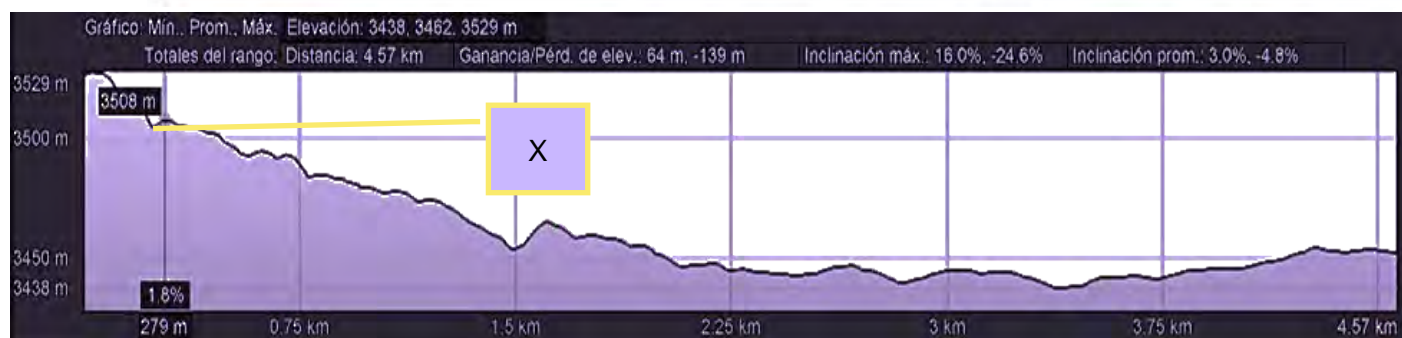 Gráfico: Mín., Prom., Máx. Elevación: 3438, 3462, 3529 m
Totales del rango: Distancia: 4.57 km Ganancia/Pérd. de elev.: 64 m, -139 m Inclinación máx.: 16.0%, -24.6% Inclinación prom.: 3.0%, -4.8%
3529 m
3508 m
3500 m
X
3450 m
3438 m
1.8%
279 m 0.75 km 1.5 km 2.25 km 3 km 3.75 km 4.57 km